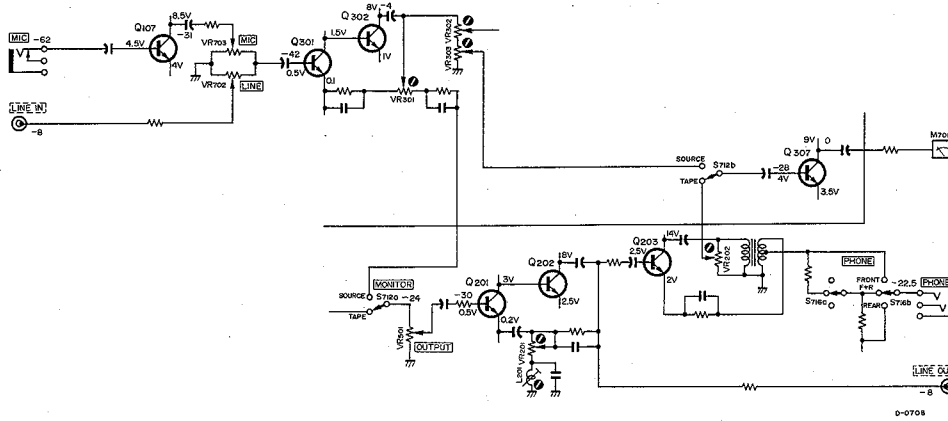 MIC -62
4.5V
Q107
8.5V
-31
4V
VR703
MIC
VR702
LINE
LINE IN
-8
-42
0.5V
Q301
1.5V
0.1
Q302
8V -4
1V
VR301
VR302
VR303
SOURCE
TAPE
S712b
-28
4V
Q307
9V 0
3.5V
M70
MONITOR
SOURCE
TAPE
S712a -24
VR501
OUTPUT
-30
0.5V
Q201
3V
0.2V
Q202
18V
2.5V
VR201
L201
2.5V
Q203
14V
2V
VR202
PHONE
FRONT
F+R
REAR
S716c
S716b
-22.5
PHONE
LINE OU
-8
D-0708